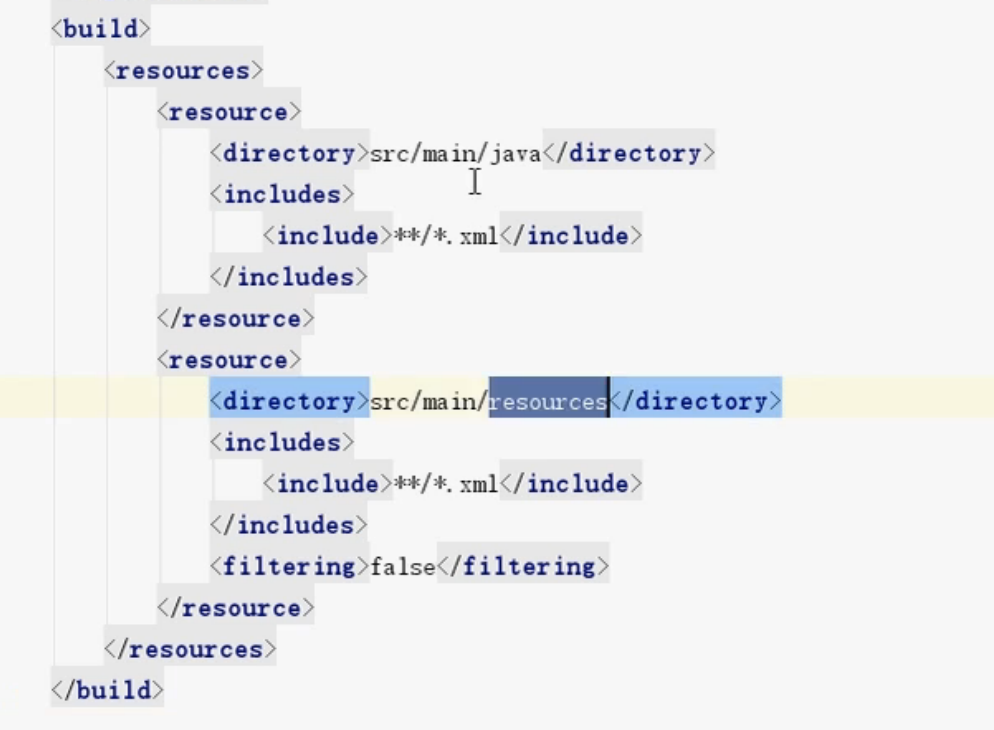 <build>
<resources>
<resource>
<directory>src/main/java</directory>
<includes>
<include>**/*.xml</include>
</includes>
</resource>
<resource>
<directory>src/main/resources</directory>
<includes>
<include>**/*.xml</include>
</includes>
<filtering>false</filtering>
</resource>
</resources>
</build>